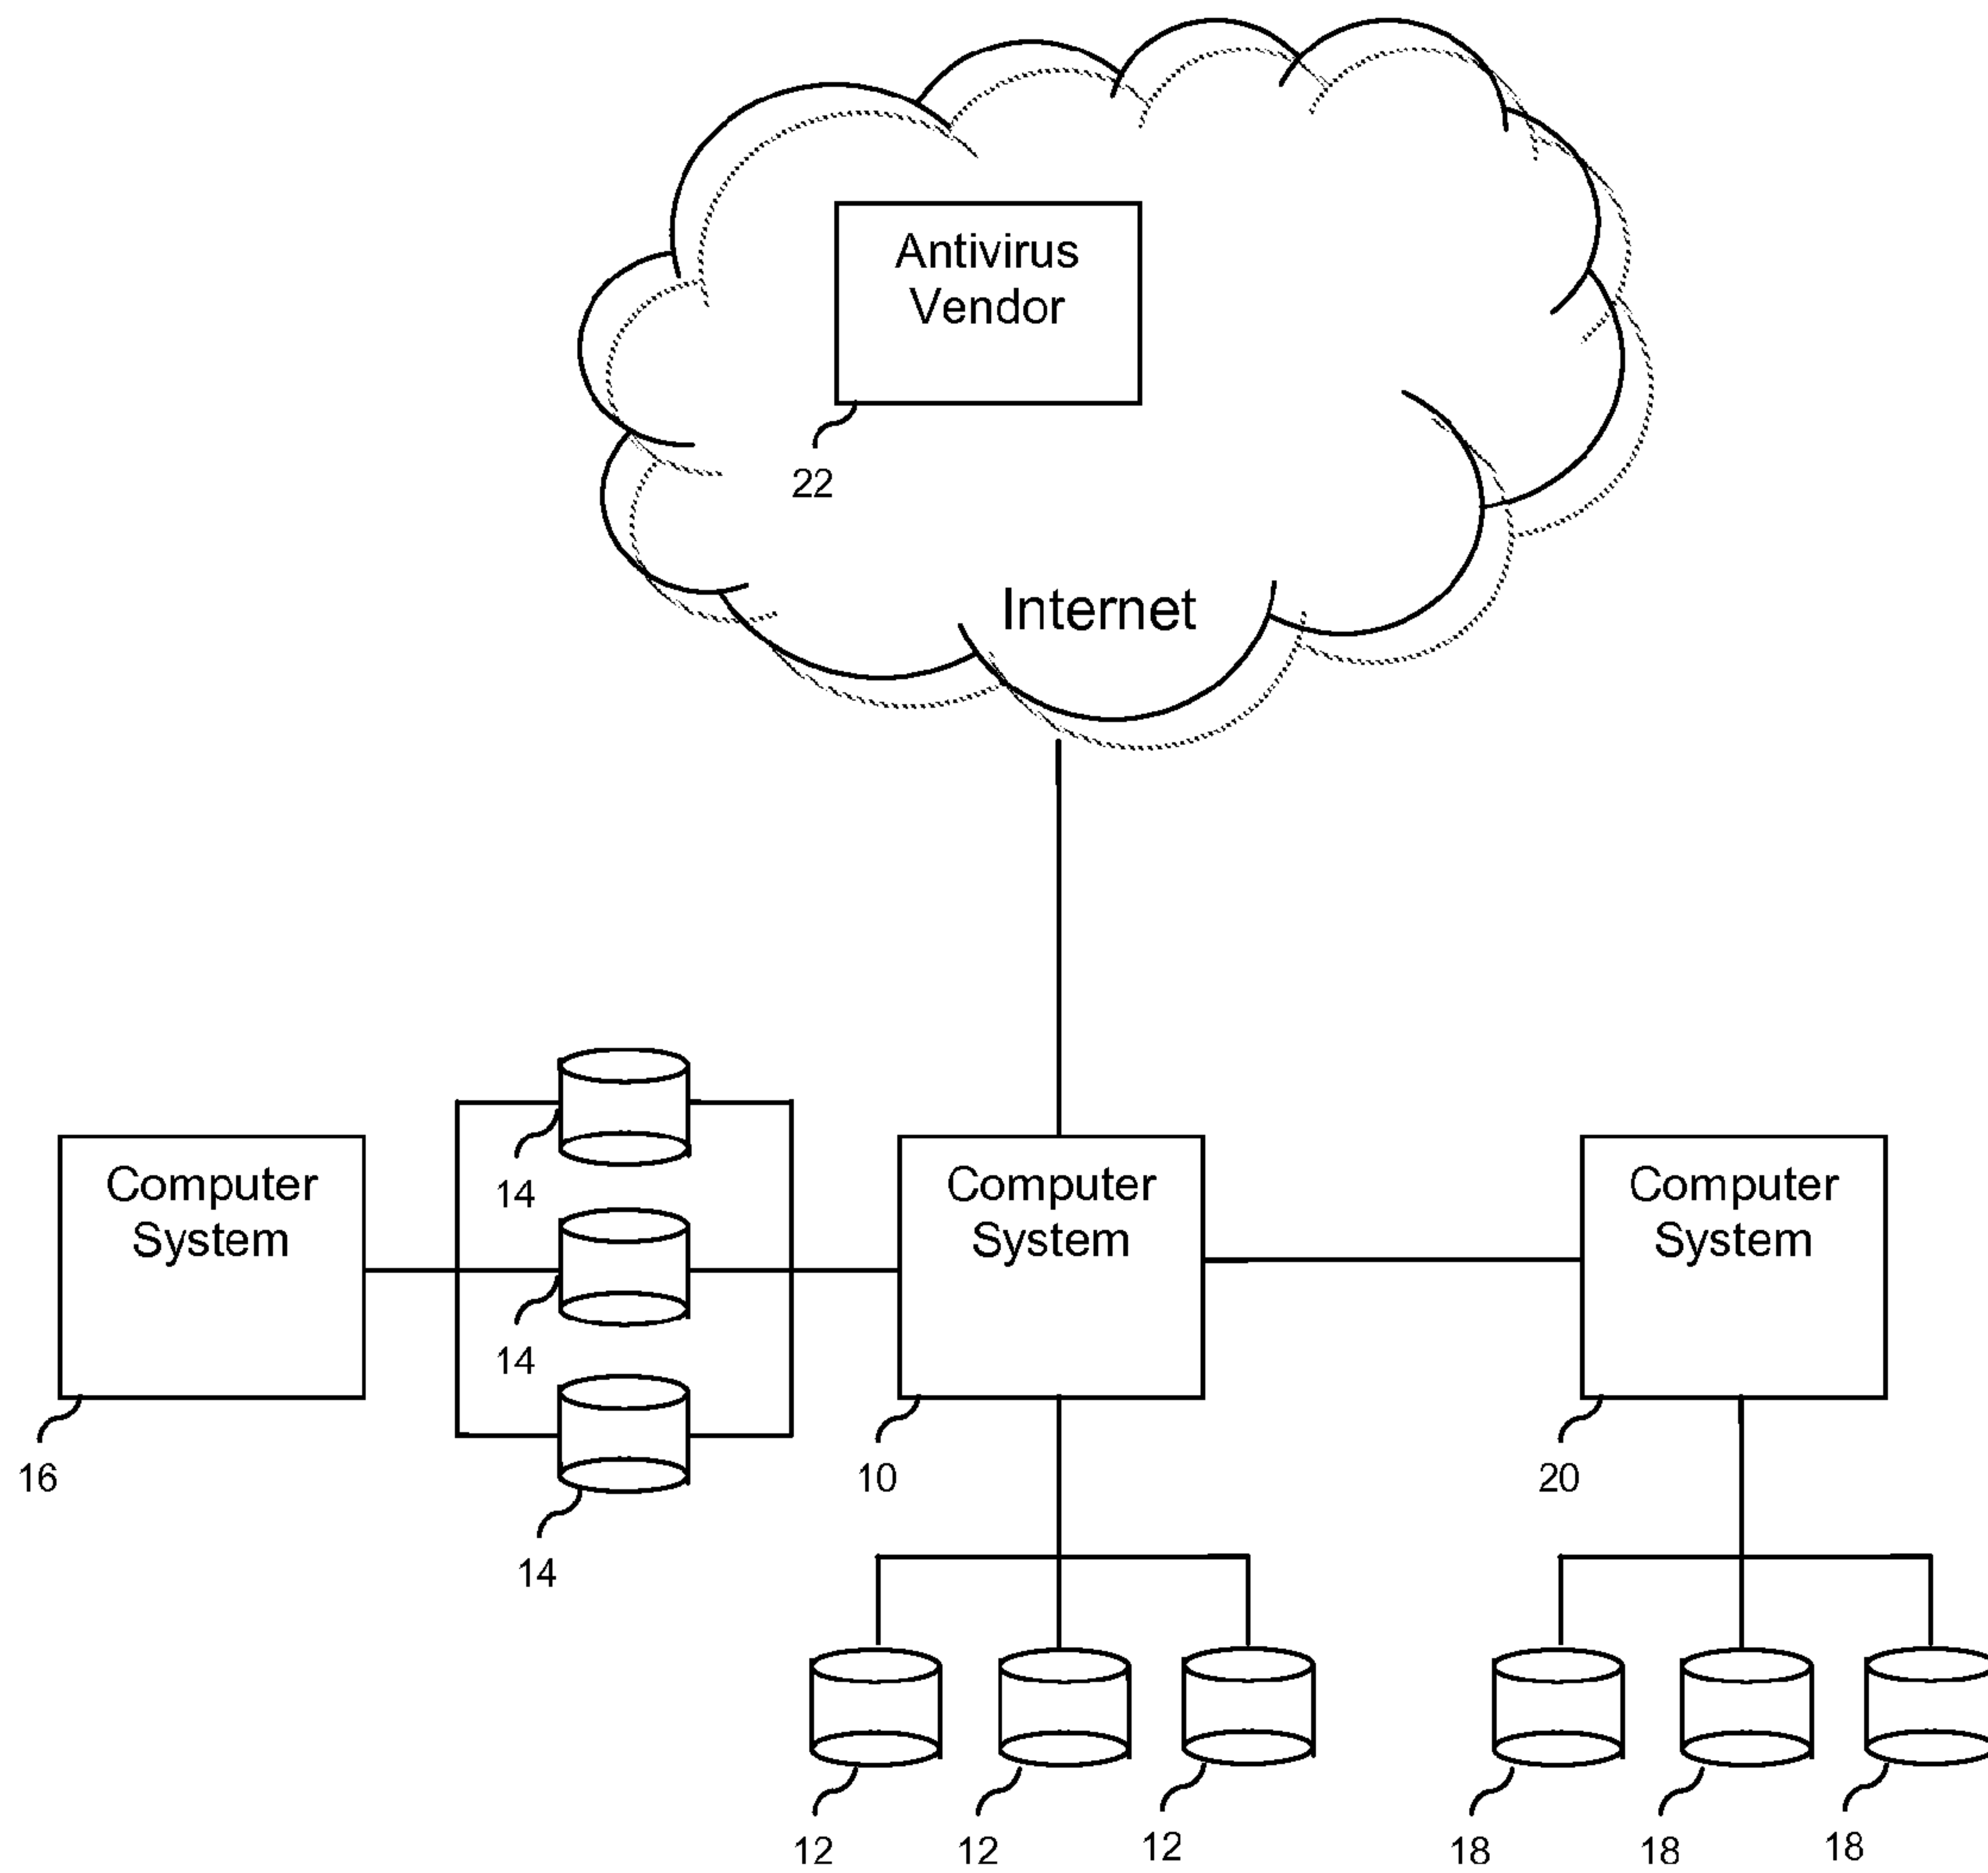 Antivirus
Vendor
22
Internet
14
Computer
System
Computer
System
Computer
System
14
16
10
20
14
12
12
12
18
18
18